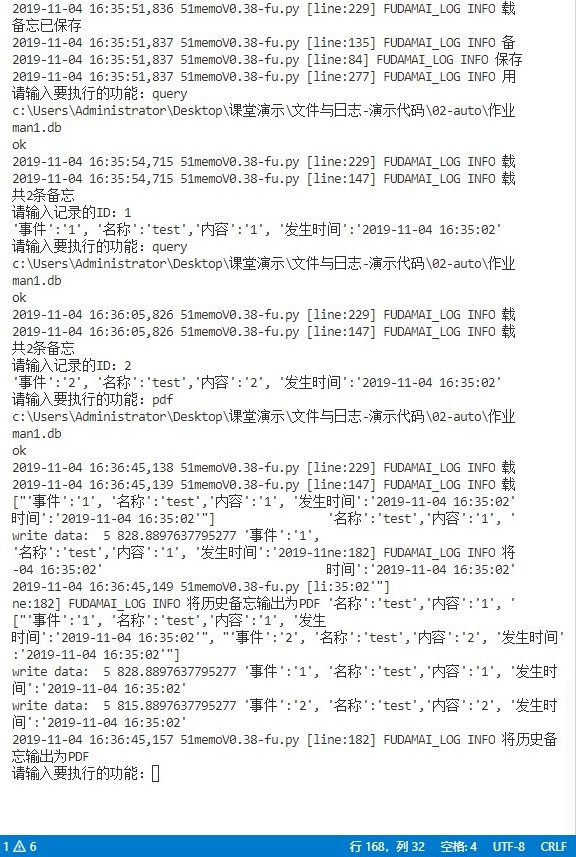 2019-11-04 16:35:51,836 51memoV0.38-fu.py [line:229] FUDAMAI_LOG INFO 载
备忘已保存
2019-11-04 16:35:51,837 51memoV0.38-fu.py [line:135] FUDAMAI_LOG INFO 备
2019-11-04 16:35:51,837 51memoV0.38-fu.py [line:84] FUDAMAI_LOG INFO 保存
2019-11-04 16:35:51,837 51memoV0.38-fu.py [line:277] FUDAMAI_LOG INFO 用
请输入要执行的功能：query
c:\Users\Administrator\Desktop\课堂演示\文件与日志-演示代码\02-auto\作业
man1.db
ok
2019-11-04 16:35:54,715 51memoV0.38-fu.py [line:229] FUDAMAI_LOG INFO 载
2019-11-04 16:35:54,715 51memoV0.38-fu.py [line:147] FUDAMAI_LOG INFO 载
共2条备忘
请输入记录的ID：1
'事件':'1', '名称':'test','内容':'1', '发生时间':'2019-11-04 16:35:02'
请输入要执行的功能：query
c:\Users\Administrator\Desktop\课堂演示\文件与日志-演示代码\02-auto\作业
man1.db
ok
2019-11-04 16:36:05,826 51memoV0.38-fu.py [line:229] FUDAMAI_LOG INFO 载
2019-11-04 16:36:05,826 51memoV0.38-fu.py [line:147] FUDAMAI_LOG INFO 载
共2条备忘
请输入记录的ID：2
'事件':'2', '名称':'test','内容':'2', '发生时间':'2019-11-04 16:35:02'
请输入要执行的功能：pdf
c:\Users\Administrator\Desktop\课堂演示\文件与日志-演示代码\02-auto\作业
man1.db
ok
2019-11-04 16:36:45,138 51memoV0.38-fu.py [line:229] FUDAMAI_LOG INFO 载
2019-11-04 16:36:45,139 51memoV0.38-fu.py [line:147] FUDAMAI_LOG INFO 载
["'事件':'1', '名称':'test','内容':'1', '发生时间':'2019-11-04 16:35:02'
时间':'2019-11-04 16:35:02'"] '名称':'test','内容':'1', '
write data: 5 828.8897637795277 '事件':'1',
'名称':'test','内容':'1', '发生时间':'2019-11ne:182] FUDAMAI_LOG INFO 将
-04 16:35:02' 时间':'2019-11-04 16:35:02'
2019-11-04 16:36:45,149 51memoV0.38-fu.py [li:35:02'"]
ne:182] FUDAMAI_LOG INFO 将历史备忘输出为PDF '名称':'test','内容':'1', '
["'事件':'1', '名称':'test','内容':'1', '发生
时间':'2019-11-04 16:35:02'", "'事件':'2', '名称':'test','内容':'2', '发生时间'
:'2019-11-04 16:35:02'"]
write data: 5 828.8897637795277 '事件':'1', '名称':'test','内容':'1', '发生时
间':'2019-11-04 16:35:02'
write data: 5 815.8897637795277 '事件':'2', '名称':'test','内容':'2', '发生时
间':'2019-11-04 16:35:02'
2019-11-04 16:36:45,157 51memoV0.38-fu.py [line:182] FUDAMAI_LOG INFO 将历史备
忘输出为PDF
请输入要执行的功能：
1 6 行 168，列 32 空格: 4 UTF-8 CRLF